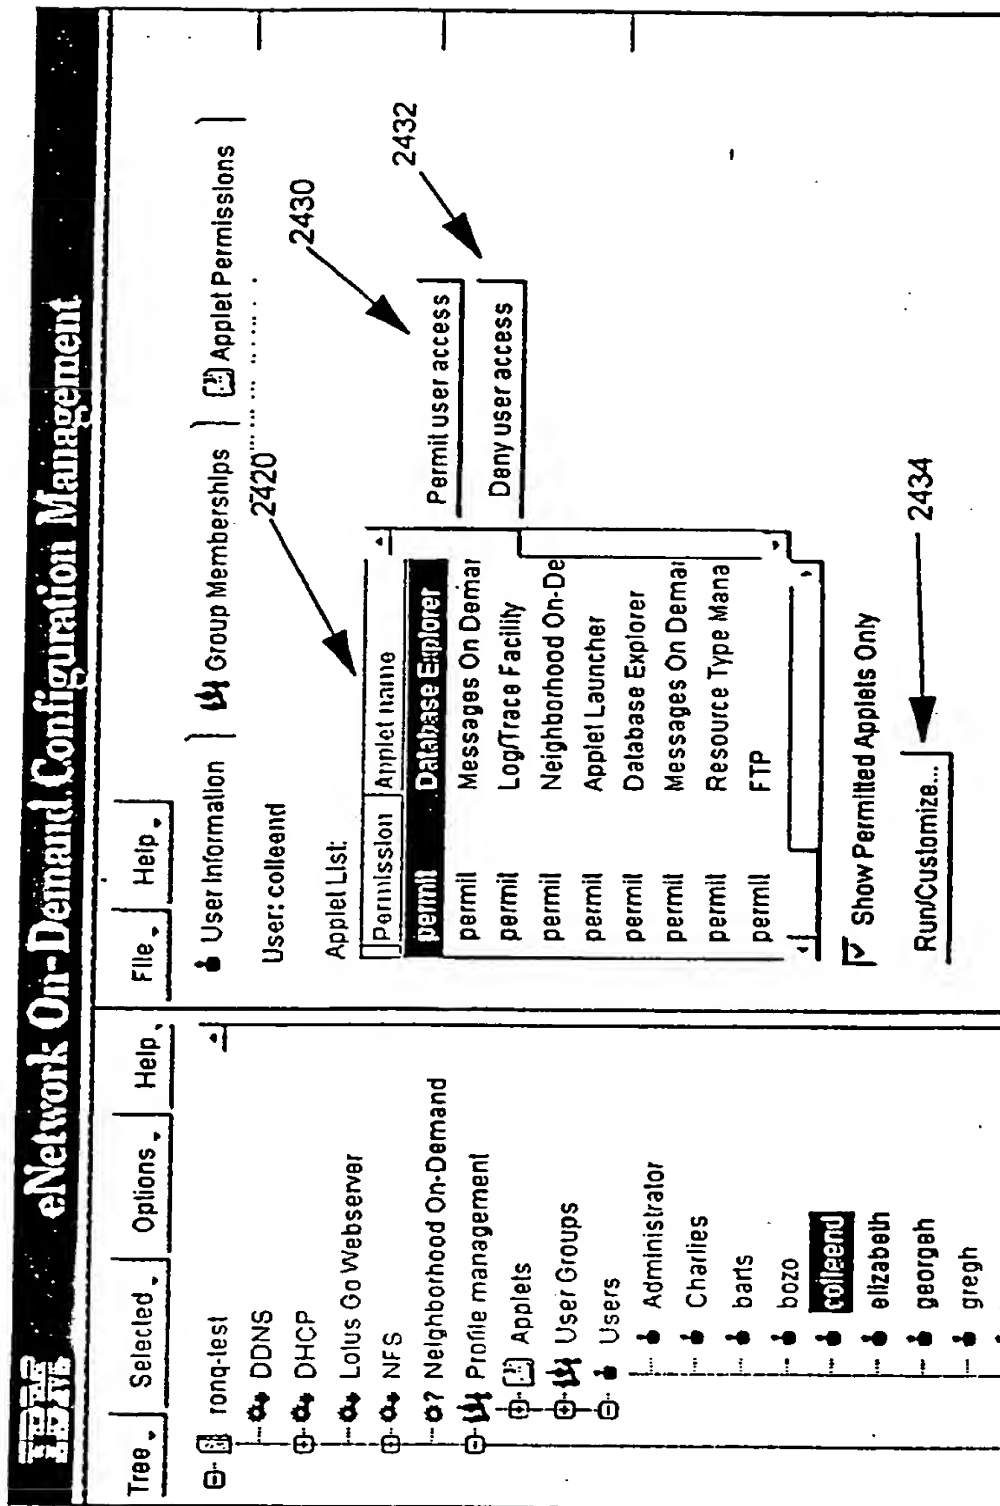 IBM eNetwork On-Demand Configuration Management
Tree Selected Options Help
ronq-test
DDNS
DHCP
Lotus Go Webserver
NFS
? Neighborhood On-Demand
Profile management
Applets
User Groups
Users
Administrator
Charlies
barts
bozo
colleend
elizabeth
georgeh
gregh
File Help
User Information Group Memberships Applet Permissions
User: colleend
2420
Applet List:
Permission Applet name
permit Database Explorer
permit Messages On Demar
permit Log/Trace Facility
permit Neighborhood On-De
permit Applet Launcher
permit Database Explorer
permit Messages On Demar
permit Resource Type Mana
permit FTP
Permit user access
2430
Deny user access
2432
Show Permitted Applets Only
Run/Customize...
2434